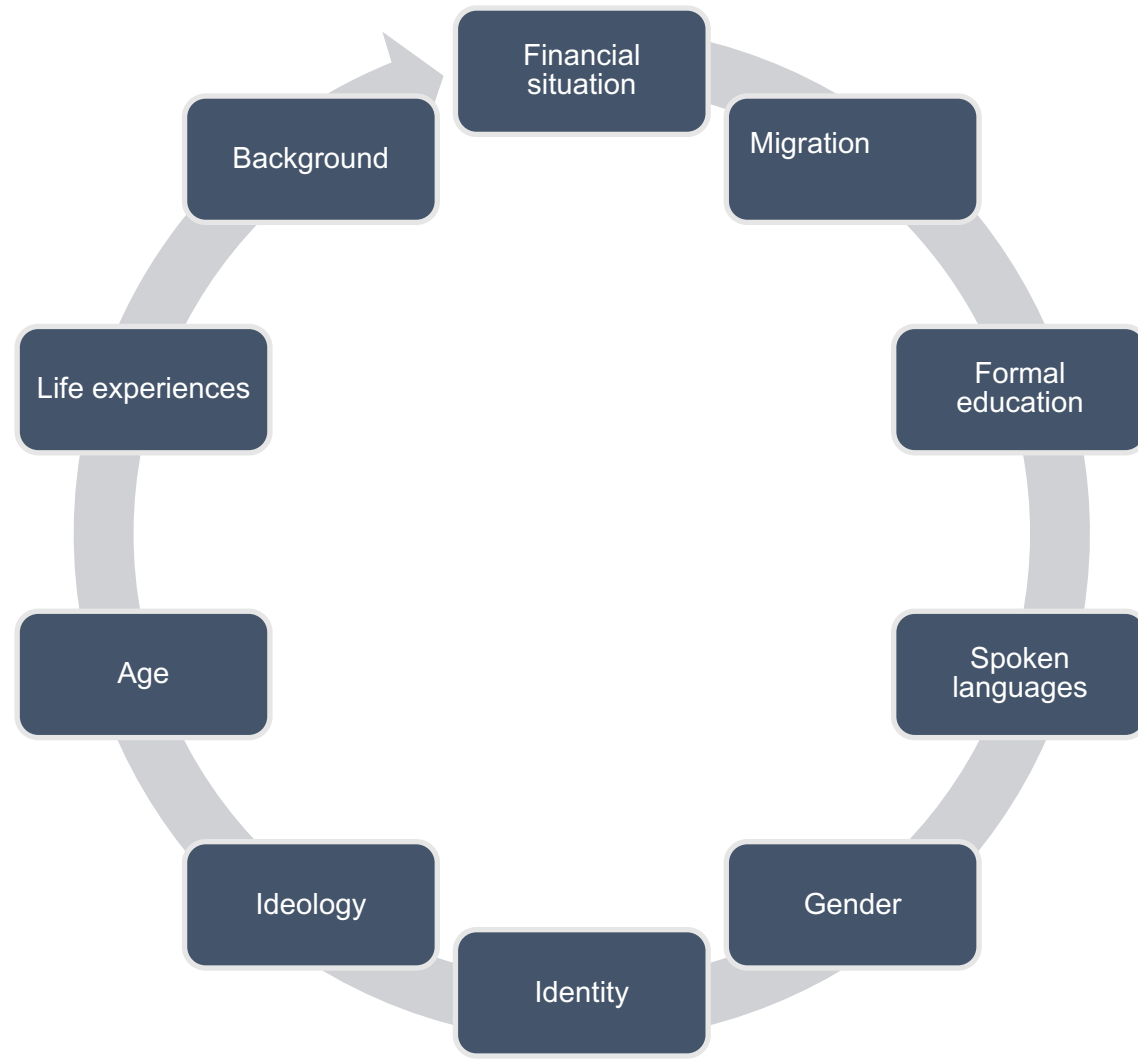 Financial
situation
Migration
Formal
education
Spoken
languages
Gender
Identity
Ideology
Age
Life experiences
Background